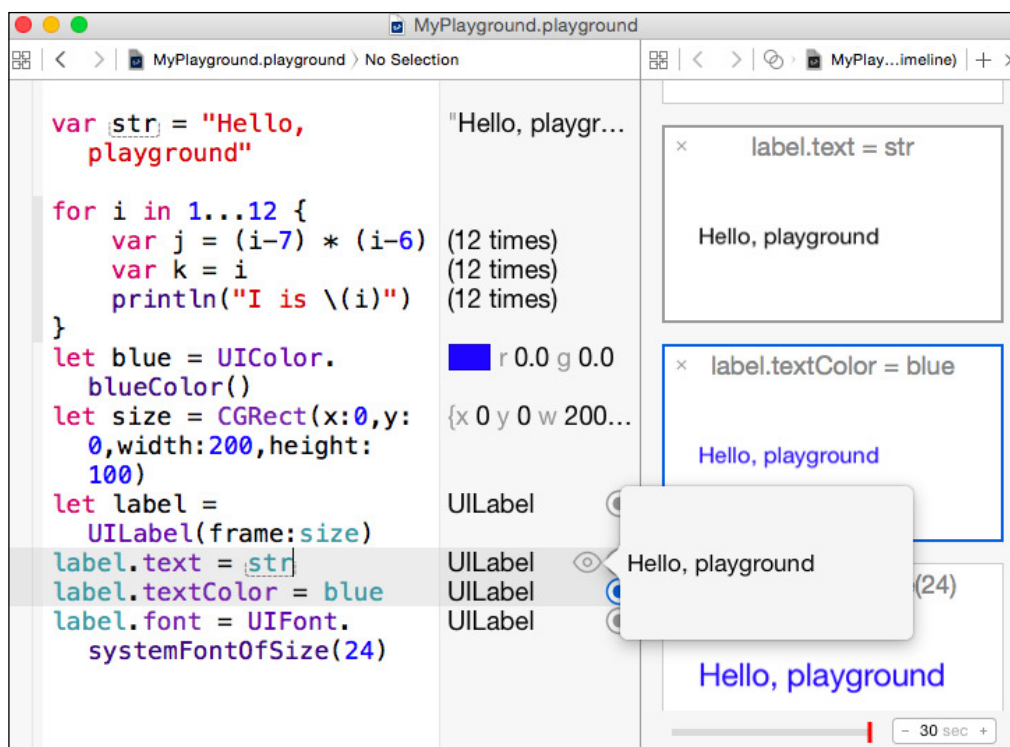 MyPlayground.playground
MyPlayground.playground 〉No Selection
MyPlay...imeline)
var str = "Hello,
playground"
"Hello, playgr...
for i in 1...12 {
var j = (i-7) * (i-6)
(12 times)
var k = i
(12 times)
println("I is \(i)")
(12 times)
}
let blue = UIColor.
blueColor()
r 0.0 g 0.0
let size = CGRect(x:0,y:
0,width:200,height:
100)
{x 0 y 0 w 200...
let label =
UILabel(frame:size)
UILabel
label.text = str
UILabel
label.textColor = blue
UILabel
label.font = UIFont.
systemFontOfSize(24)
UILabel
label.text = str
Hello, playground
label.textColor = blue
Hello, playground
Hello, playground
(24)
Hello, playground
- 30 sec +